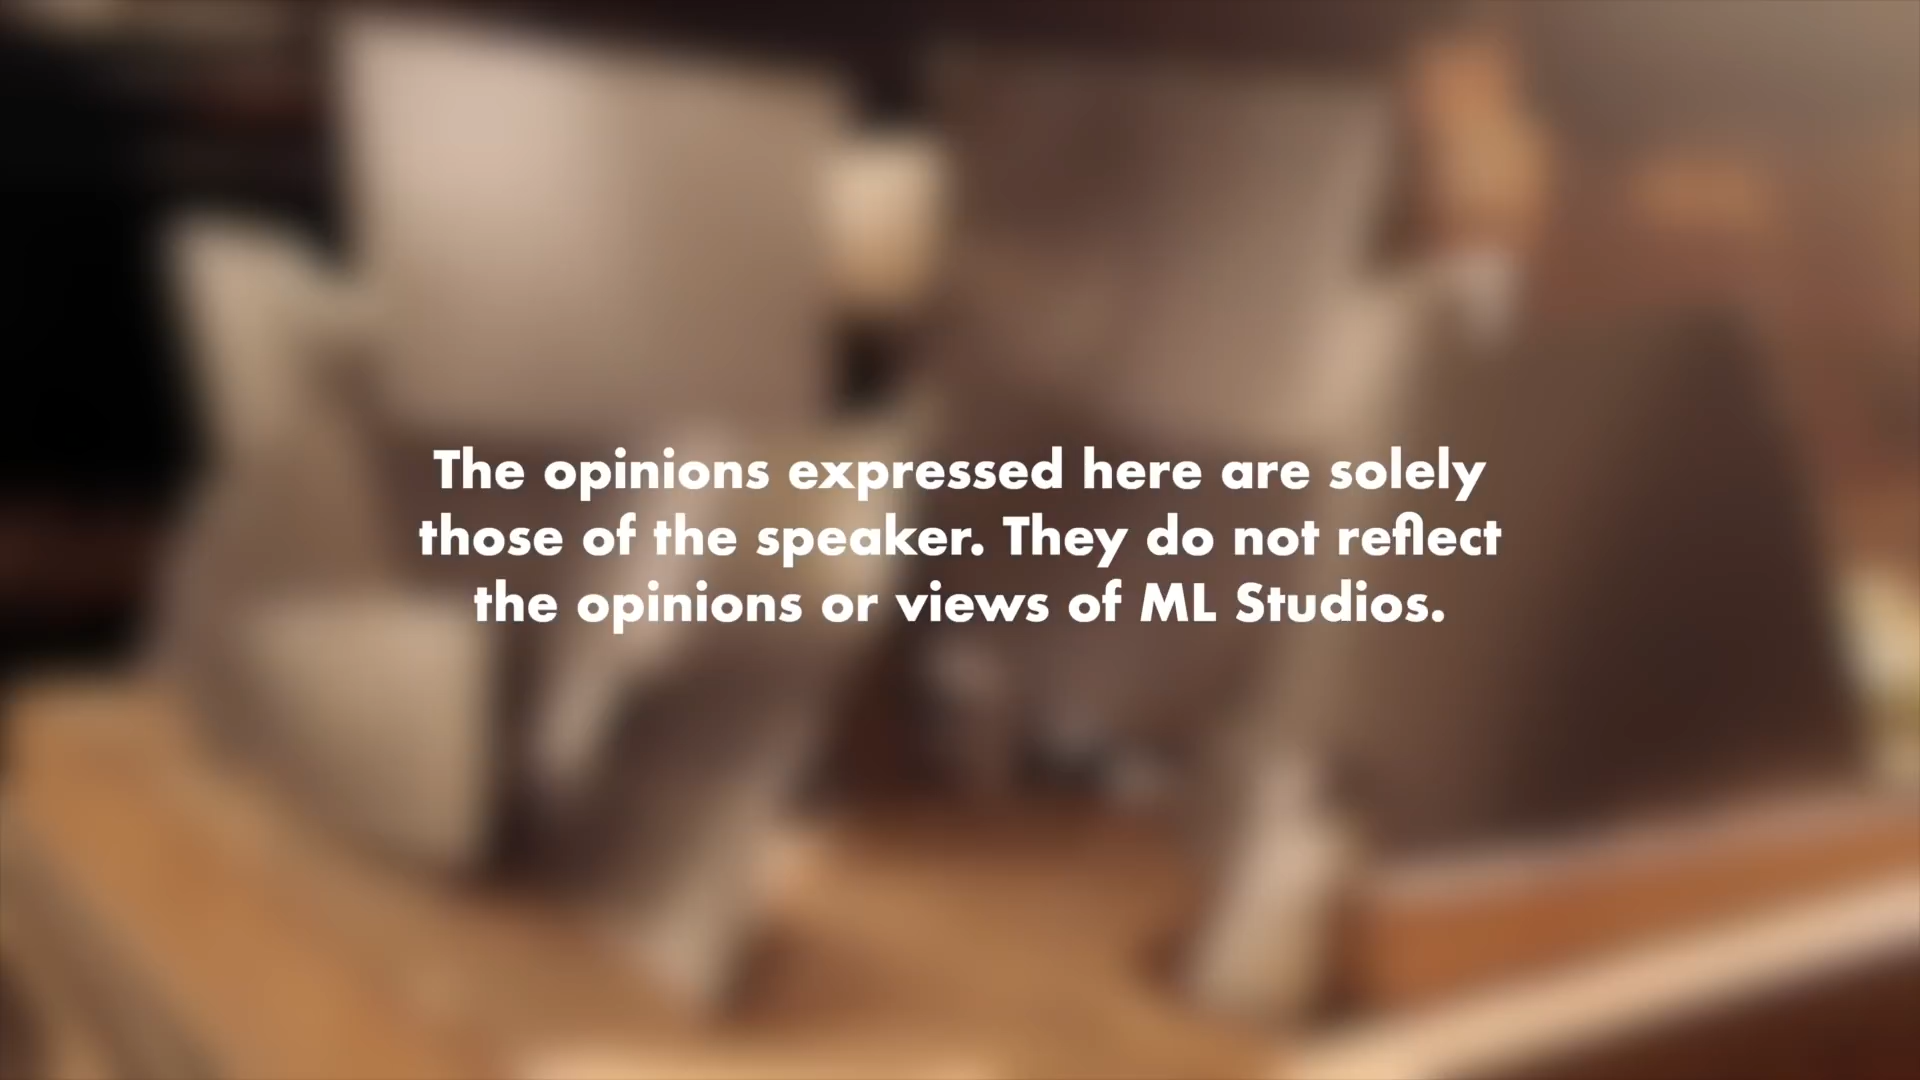 The opinions expressed here are solely
those of the speaker. They do not reflect
the opinions or views of ML Studios.